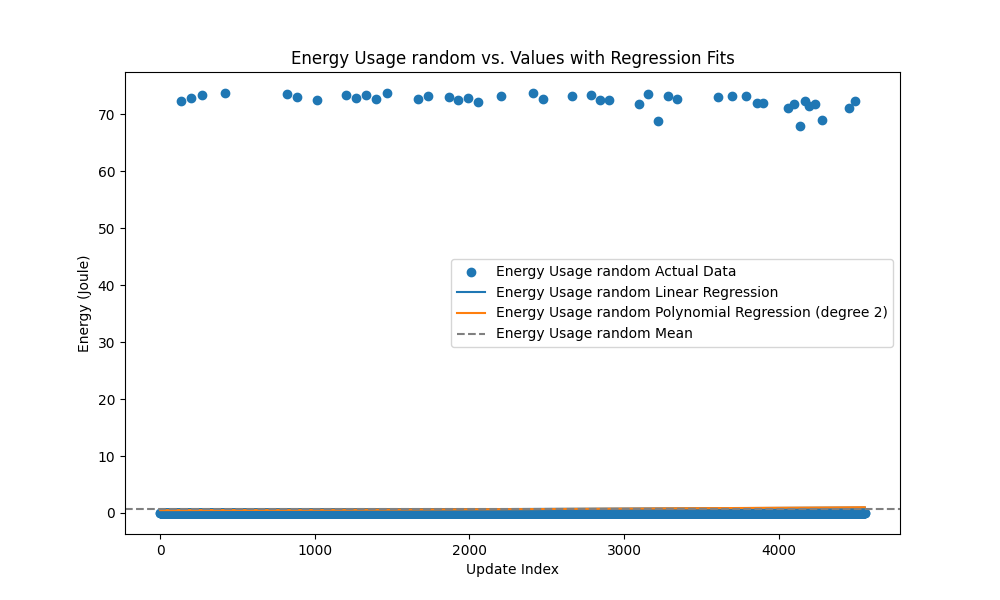 Energy Usage random vs. Values with Regression Fits
70
60
50
40
30
20
10
0
Energy (Joule)
Energy Usage random Actual Data
Energy Usage random Linear Regression
Energy Usage random Polynomial Regression (degree 2)
Energy Usage random Mean
0 1000 2000 3000 4000
Update Index